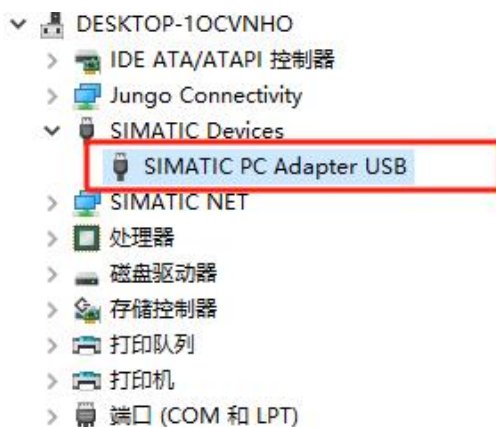 DESKTOP-1OCVNHO
IDE ATA/ATAPI 控制器
Jungo Connectivity
SIMATIC Devices
SIMATIC PC Adapter USB
SIMATIC NET
处理器
磁盘驱动器
存储控制器
打印队列
打印机
端口 (COM 和 LPT)